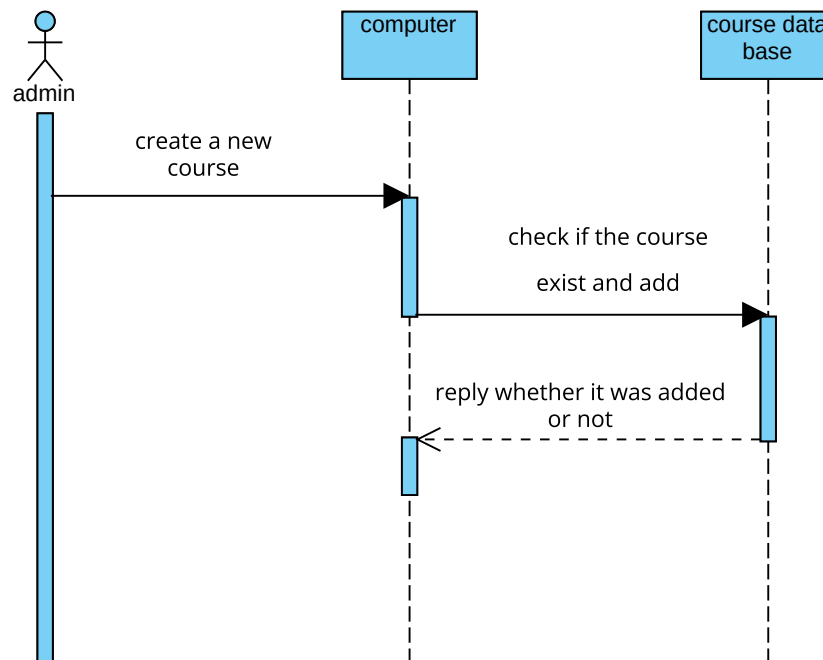 computer
course data
base
admin
create a new
course
check if the course
exist and add
reply whether it was added
or not